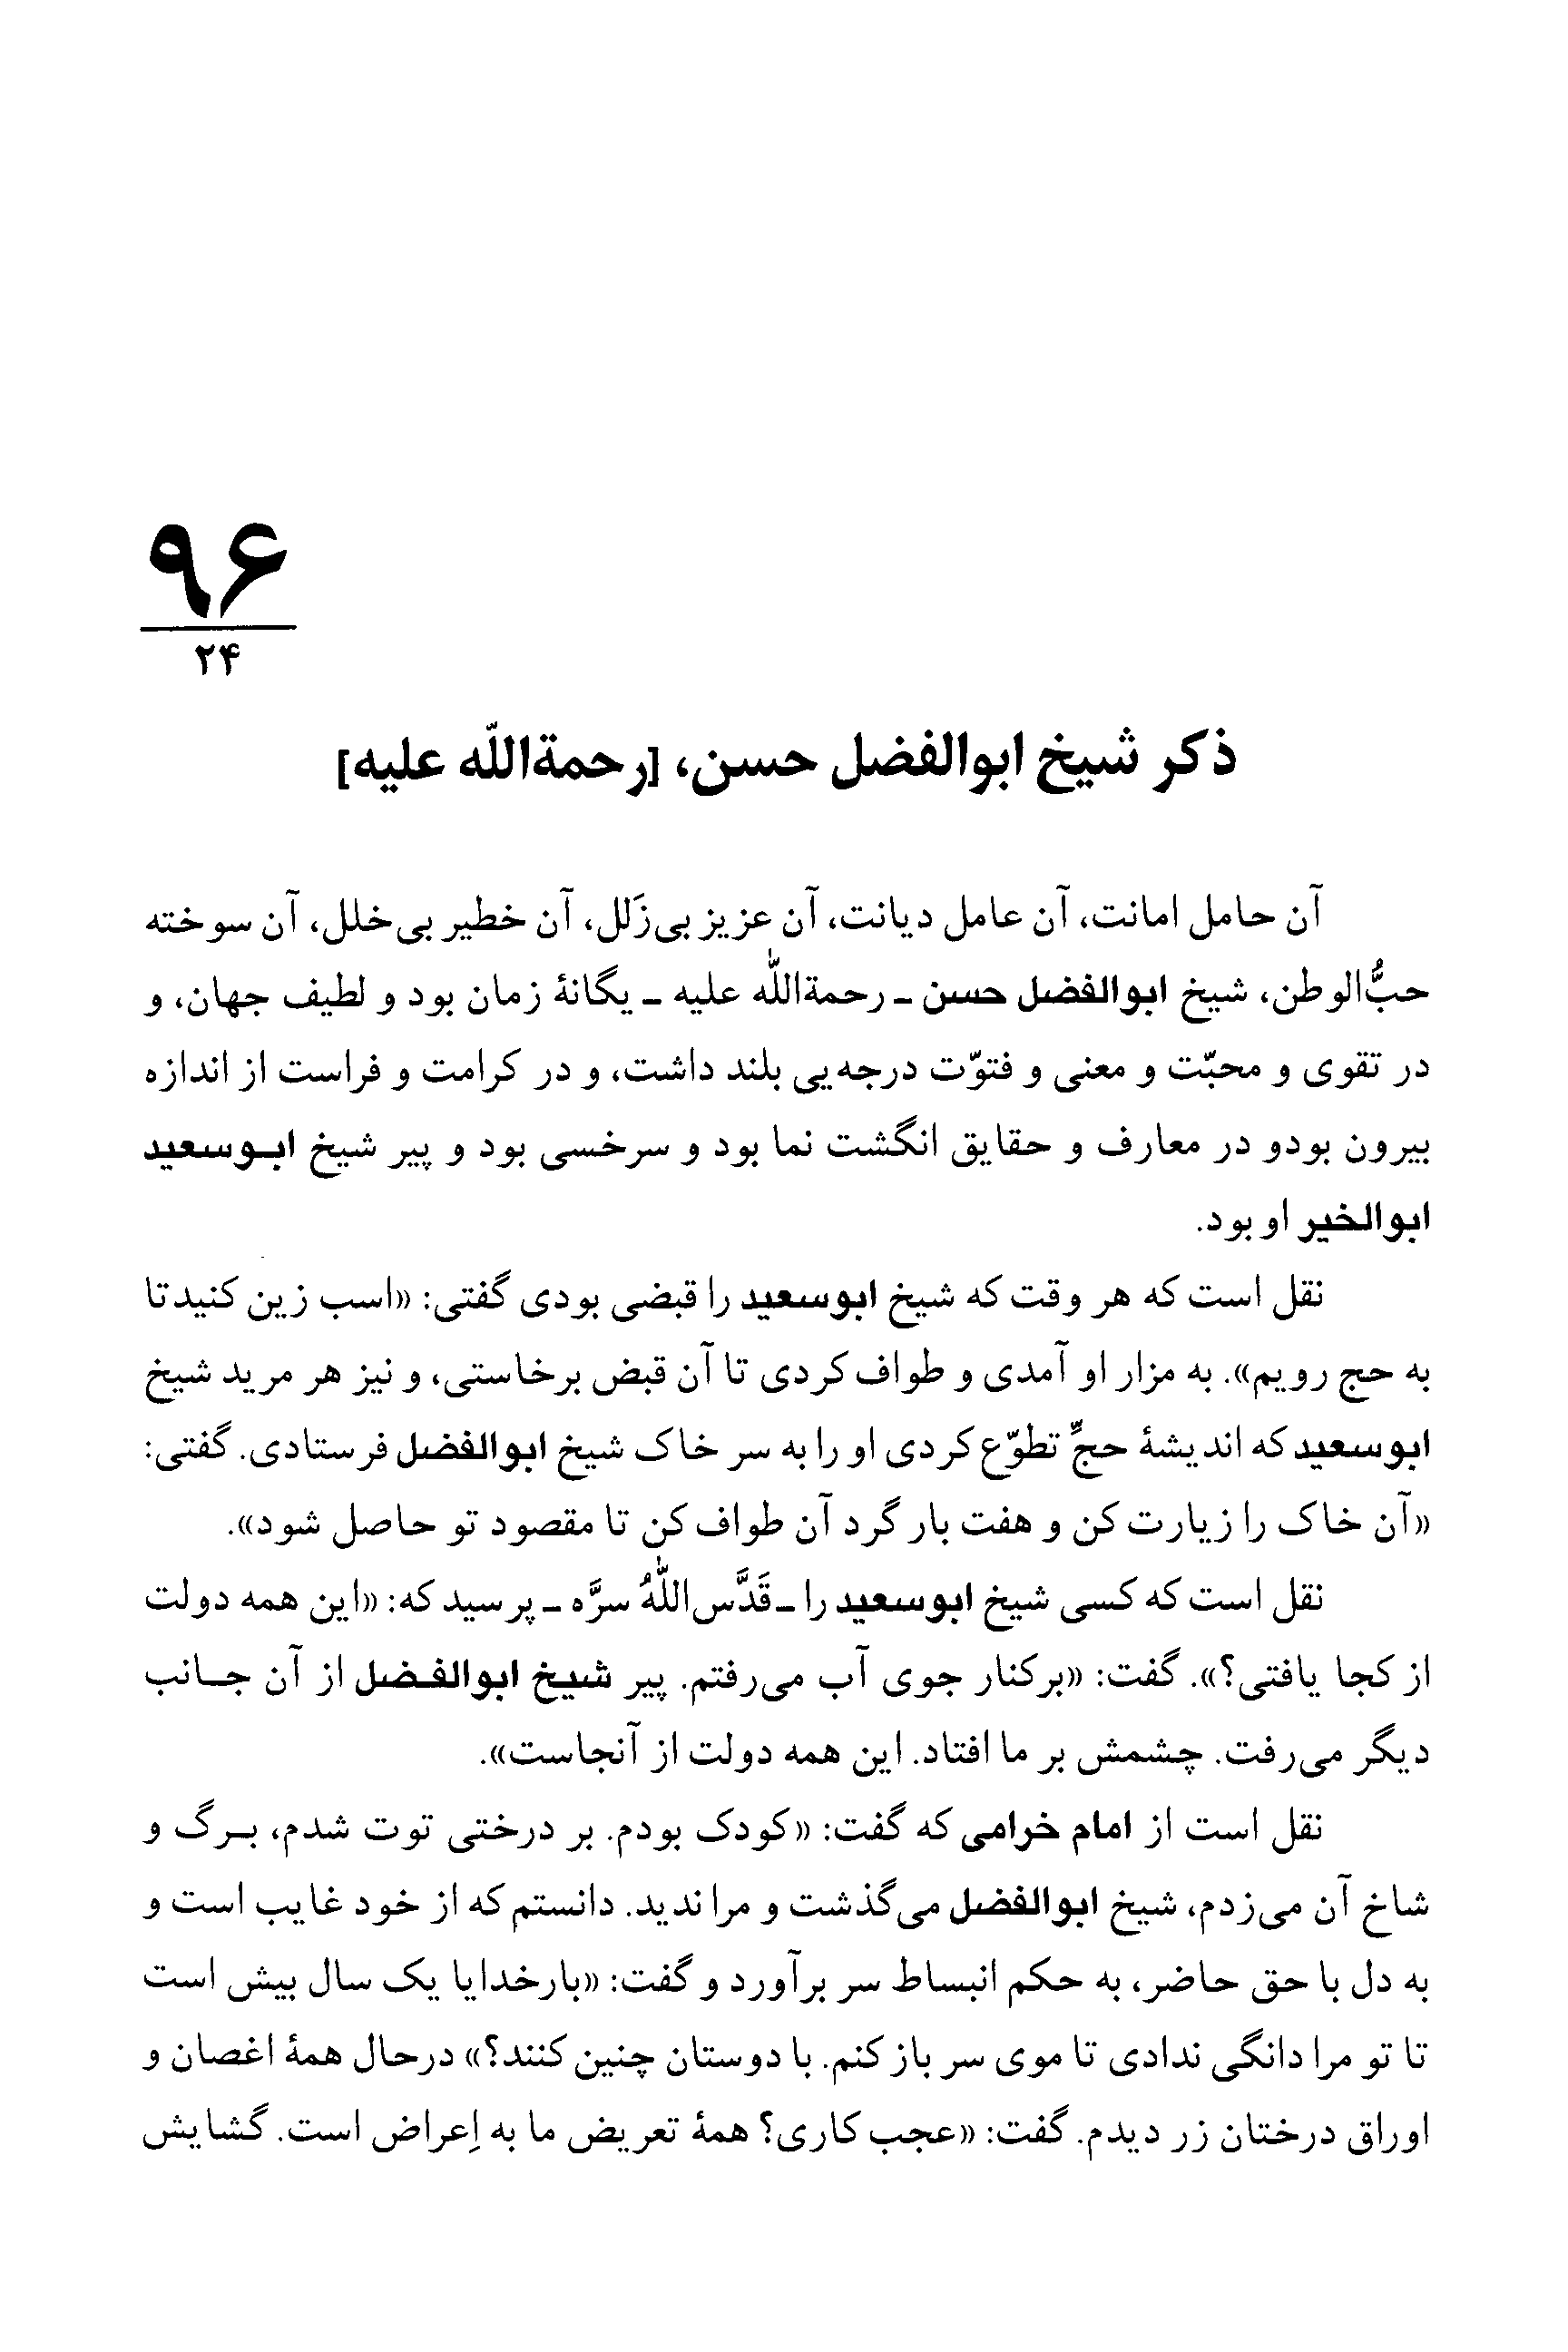 ۹۶
۲۴
ذکر شیخ ابوالفضل حسن، [رحمةاللّه علیه]
آن حامل امانت، آن عامل دیانت، آن عزیز بی‌زَلل، آن خطیر بی‌خلل، آن سوخته
حبُّ‌الوطن، شیخ ابوالفضل حسن ـ رحمةاللّٰه علیه ـ یگانهٔ زمان بود و لطیف جهان، و
در تقوی و محبّت و معنی و فتوّت درجه‌یی بلند داشت، و در کرامت و فراست از اندازه
بیرون بودو در معارف و حقایق انگشت نما بود و سرخسی بود و پیر شیخ ابـوسعید
ابوالخیر او بود.
نقل است که هر وقت که شیخ ابوسعید را قبضی بودی گفتی: «اسب زین کنید تا
به حج رویم». به مزار او آمدی و طواف کردی تا آن قبض برخاستی، و نیز هر مرید شیخ
ابوسعید که اندیشهٔ حجٍّ تطوّع کردی او را به سر خاک شیخ ابوالفضل فرستادی. گفتی:
«آن خاک را زیارت کن و هفت بار گرد آن طواف کن تا مقصود تو حاصل شود».
نقل است که کسی شیخ ابوسعید را ـ قَدَّس‌اللّٰهُ سرَّه ـ پرسید که: «این همه دولت
از کجا یافتی؟». گفت: «برکنار جوی آب می‌رفتم. پیر شیخ ابوالفـضل از آن جـانب
دیگر می‌رفت. چشمش بر ما افتاد. این همه دولت از آنجاست».
نقل است از امام خرامی که گفت: «کودک بودم. بر درختی توت شدم، بـرگ و
شاخ آن می‌زدم، شیخ ابوالفضل می‌گذشت و مرا ندید. دانستم که از خود غایب است و
به دل با حق حاضر، به حکم انبساط سر برآورد و گفت: «بارخدایا یک سال بیش است
تا تو مرا دانگی ندادی تا موی سر باز کنم. با دوستان چنین کنند؟» درحال همهٔ اغصان و
اوراق درختان زر دیدم. گفت: «عجب کاری؟ همهٔ تعریض ما به اِعراض است. گشایش